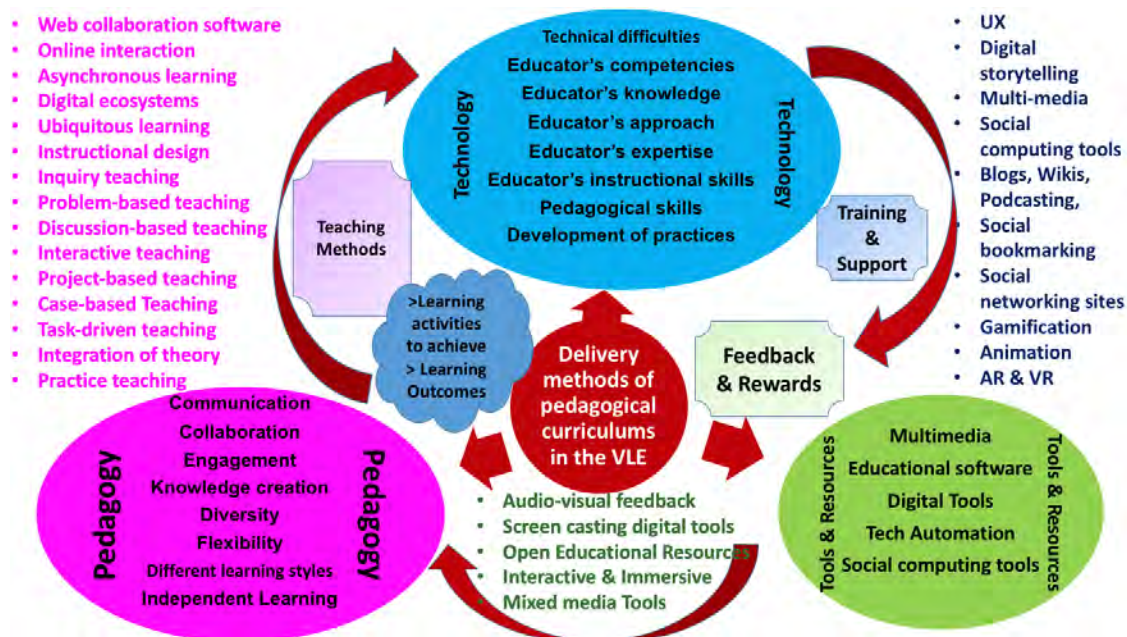 • Web collaboration software
• Online interaction
• Asynchronous learning
• Digital ecosystems
• Ubiquitous learning
• Instructional design
• Inquiry teaching
• Problem-based teaching
• Discussion-based teaching
• Interactive teaching
• Project-based teaching
• Case-based Teaching
• Task-driven teaching
• Integration of theory
• Practice teaching
Teaching
Methods
Technology
Technical difficulties
Educator's competencies
Educator's knowledge
Educator's approach
Educator's expertise
Educator's instructional skills
Pedagogical skills
Development of practices
Technology
Training
&
Support
• UX
• Digital
storytelling
• Multi-media
• Social
computing tools
• Blogs, Wikis,
Podcasting,
• Social
bookmarking
• Social
networking sites
• Gamification
• Animation
• AR & VR
>Learning
activities
to achieve
> Learning
Outcomes
Delivery
methods of
pedagogical
curriculums
in the VLE
Feedback
& Rewards
Pedagogy
Communication
Collaboration
Engagement
Knowledge creation
Diversity
Flexibility
Different learning styles
Independent Learning
Pedagogy
• Audio-visual feedback
• Screen casting digital tools
• Open Educational Resources
• Interactive & Immersive
• Mixed media Tools
Tools & Resources
Multimedia
Educational software
Digital Tools
Tech Automation
Social computing tools
Tools & Resources